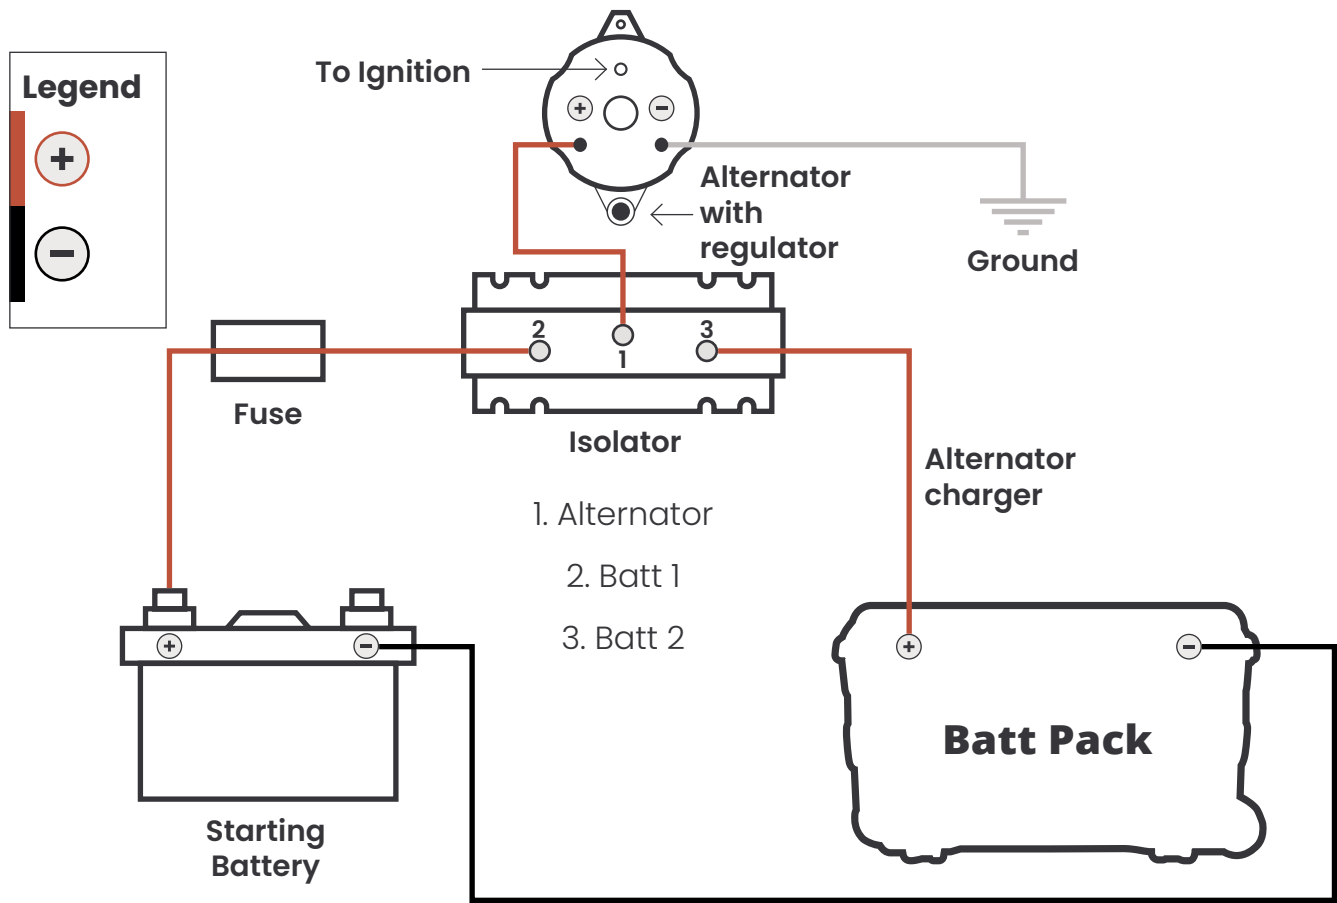 Legend
+
−
To Ignition
+ −
Alternator
with
regulator
Ground
2
1
3
Fuse
Isolator
1. Alternator
2. Batt 1
3. Batt 2
Alternator
charger
+ −
Starting
Battery
+ −
Batt Pack